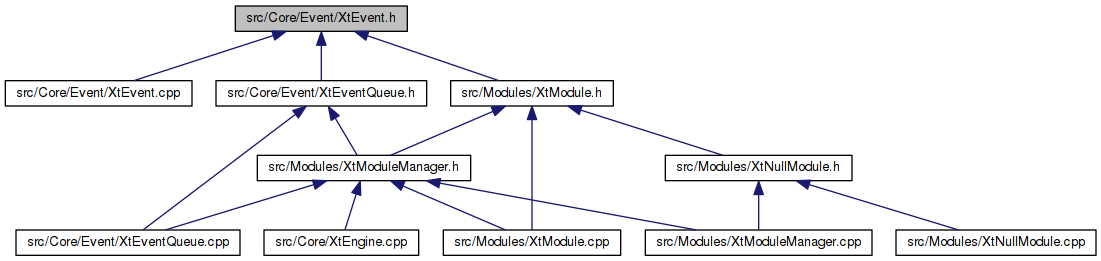 src/Core/Event/XtEvent.h
src/Core/Event/XtEvent.cpp
src/Core/Event/XtEventQueue.h
src/Modules/XtModule.h
src/Modules/XtModuleManager.h
src/Modules/XtNullModule.h
src/Core/Event/XtEventQueue.cpp
src/Core/XtEngine.cpp
src/Modules/XtModule.cpp
src/Modules/XtModuleManager.cpp
src/Modules/XtNullModule.cpp